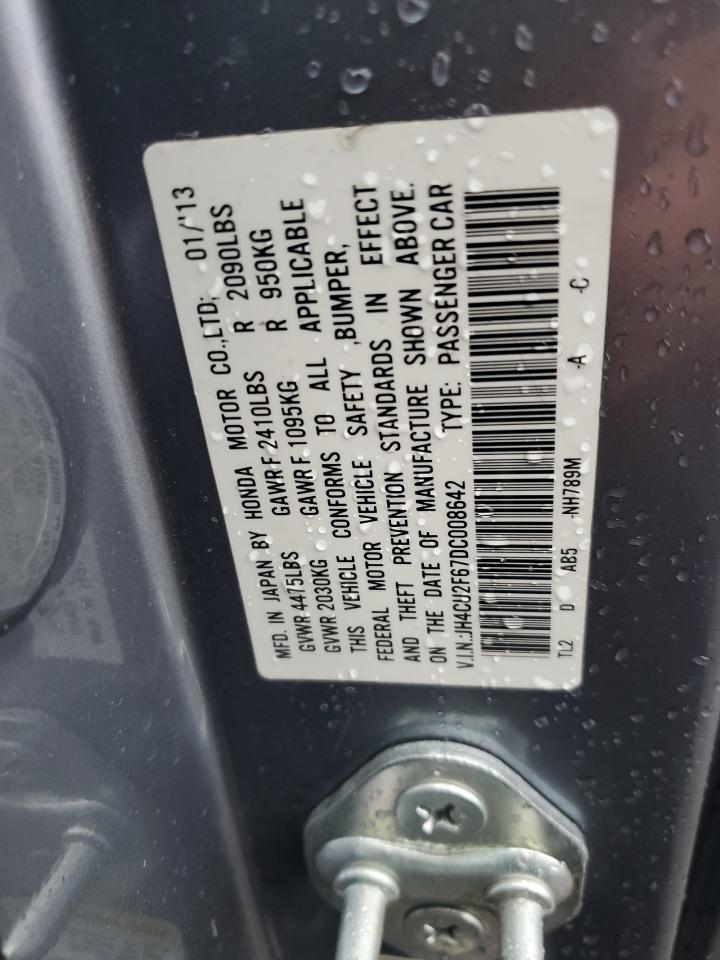 MFD. IN JAPAN BY HONDA MOTOR CO.,LTD; 01/'13
GVWR 4475LBS GAWR F 2410LBS R 2090LBS
GVWR 2030KG GAWR F 1095KG R 950KG
THIS VEHICLE CONFORMS TO ALL APPLICABLE
FEDERAL MOTOR VEHICLE SAFETY ,BUMPER,
AND THEFT PREVENTION STANDARDS IN EFFECT
ON THE DATE OF MANUFACTURE SHOWN ABOVE.
V.I.N.:JH4CU2F67DC008642 TYPE: PASSENGER CAR
TL2 D AB5 -NH789M -A -C